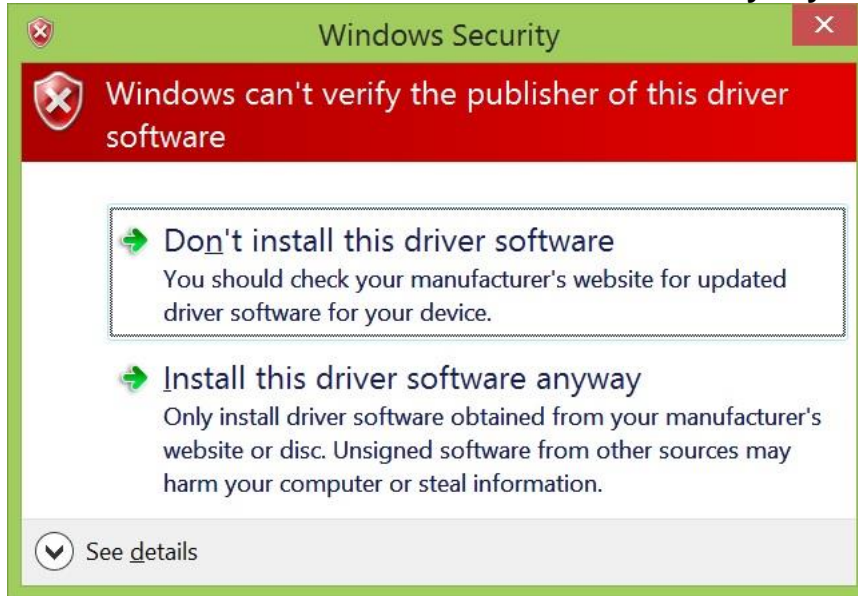 Windows Security
Windows can't verify the publisher of this driver
software
Don't install this driver software
You should check your manufacturer's website for updated
driver software for your device.
Install this driver software anyway
Only install driver software obtained from your manufacturer's
website or disc. Unsigned software from other sources may
harm your computer or steal information.
See details